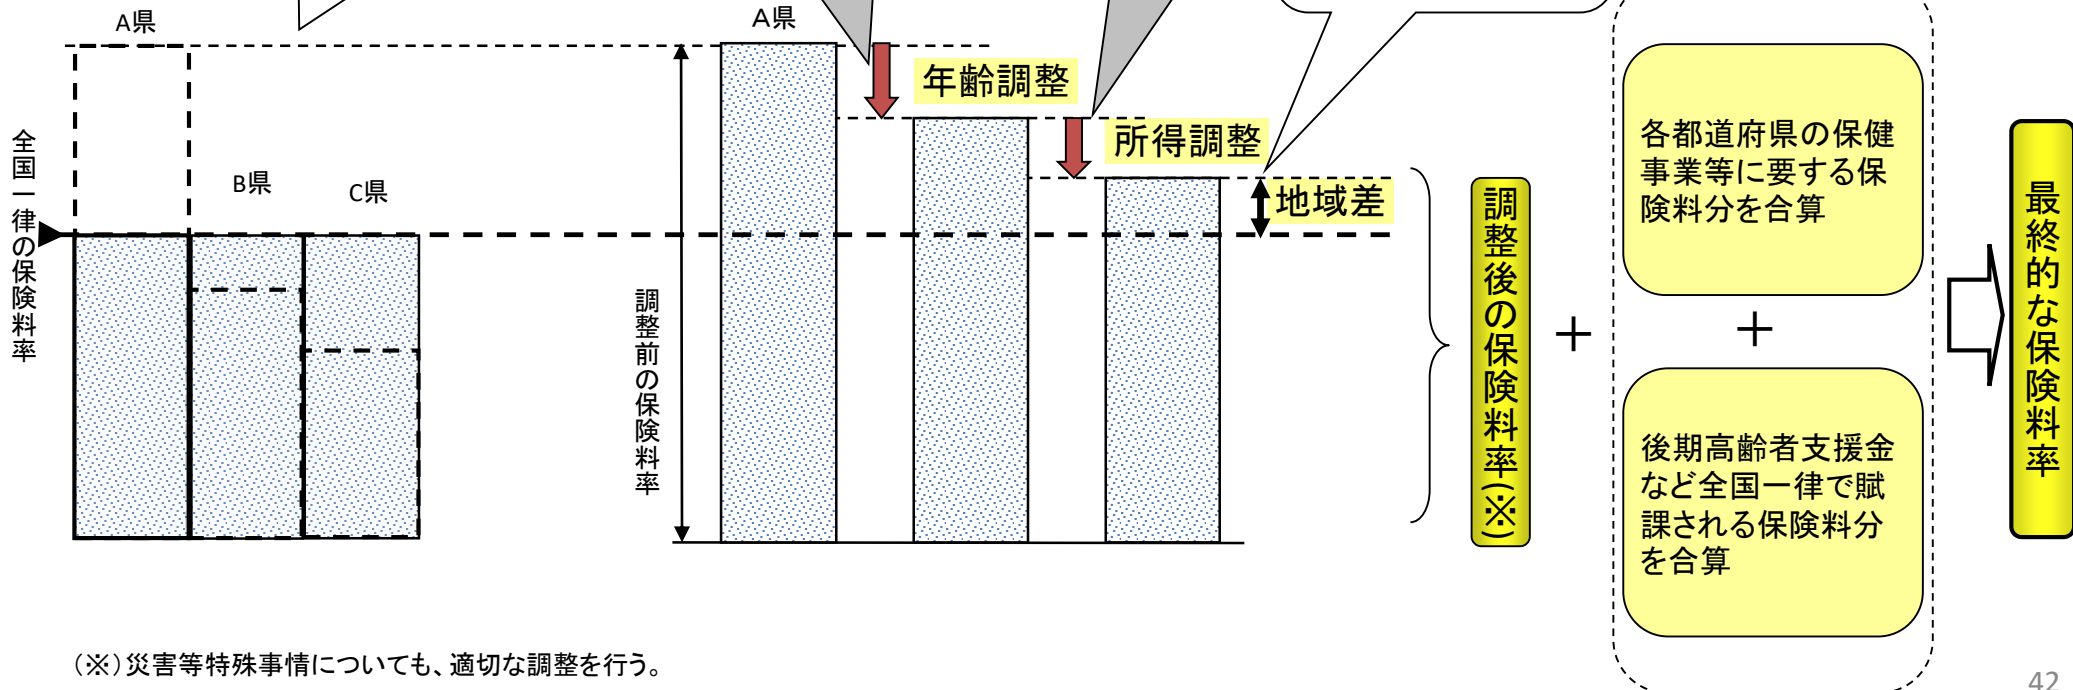 A県
B県
C県
全国一律の保険料率
A県
年齢調整
所得調整
地域差
調整前の保険料率
調整後の保険料率(※)
＋
各都道府県の保健
事業等に要する保
険料分を合算
＋
後期高齢者支援金
など全国一律で賦
課される保険料分
を合算
最終的な保険料率
(※)災害等特殊事情についても、適切な調整を行う。
42